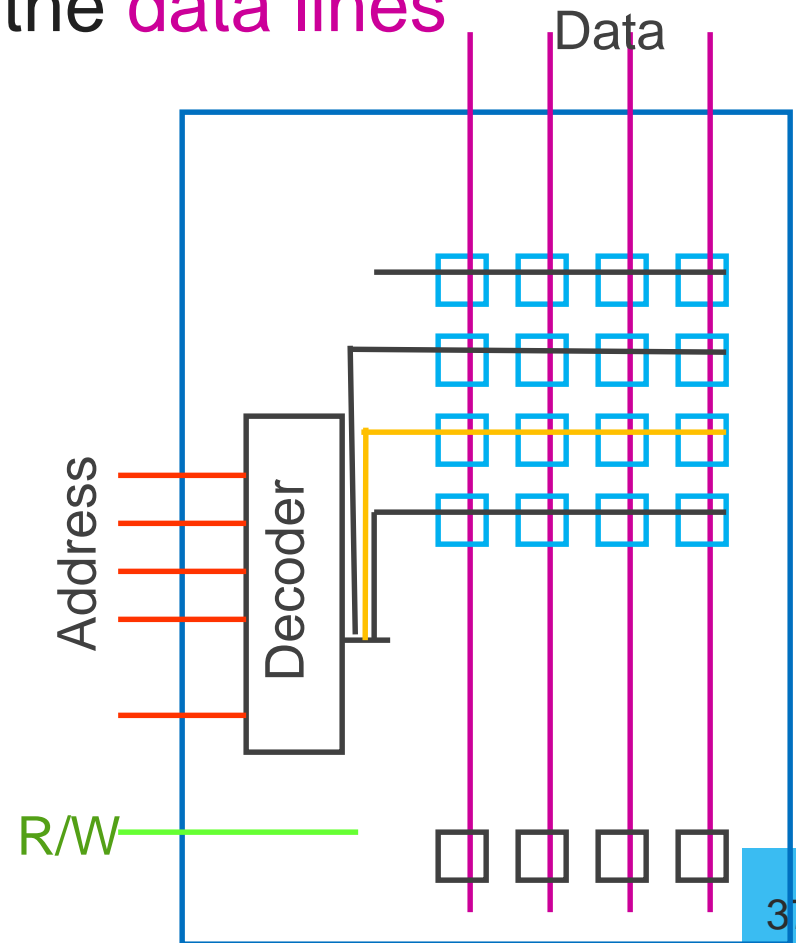 the data lines
Data
Address
Decoder
R/W